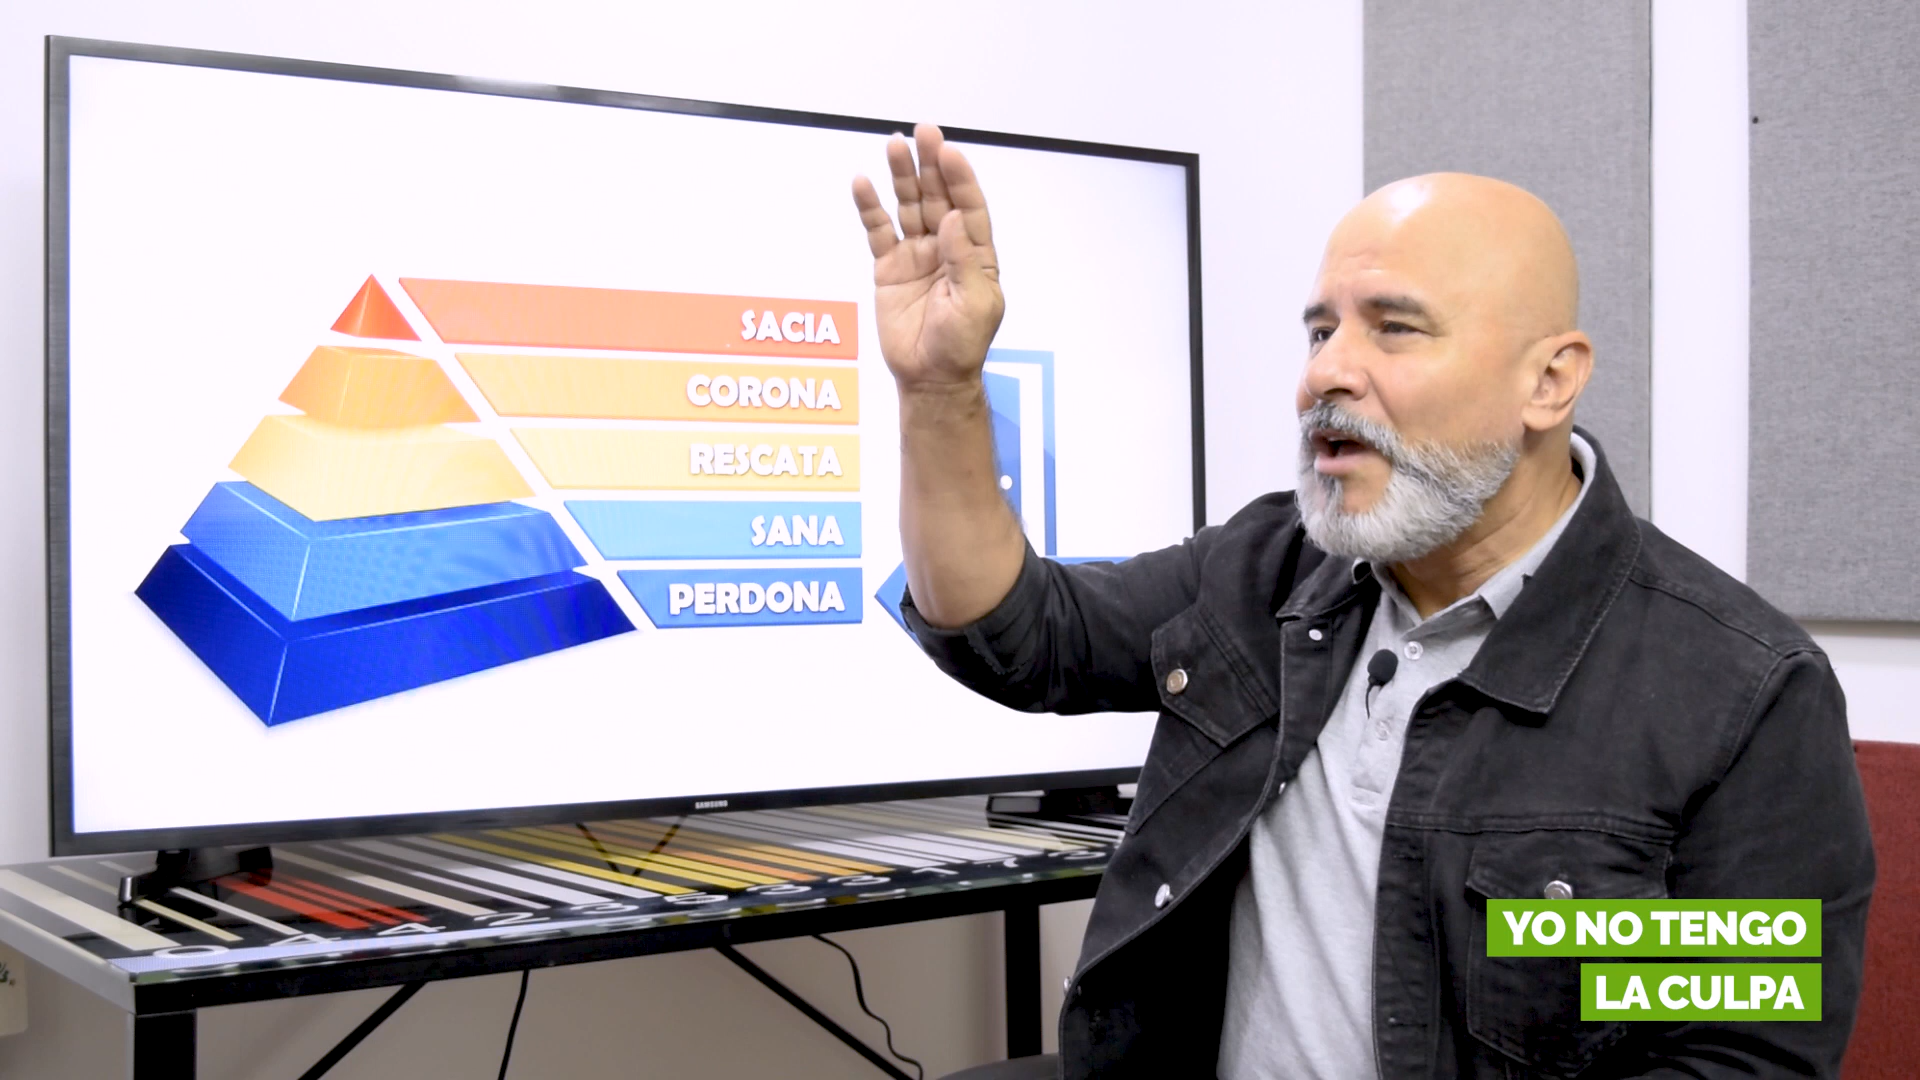 SACIA
CORONA
RESCATA
SANA
PERDONA
SAMSUNG
YO NO TENGO
LA CULPA